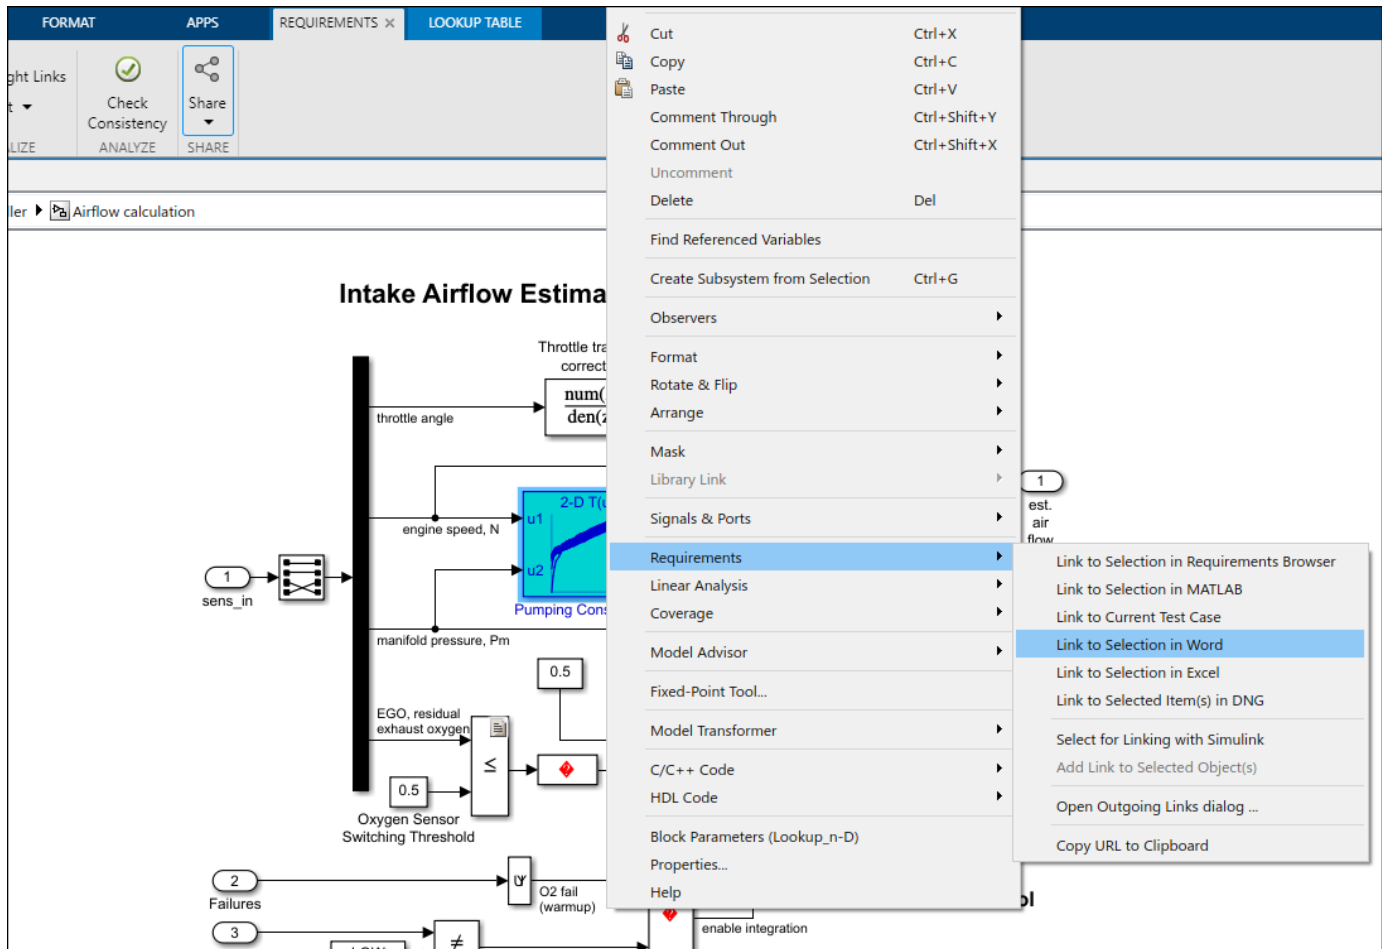 FORMAT
APPS
REQUIREMENTS ×
LOOKUP TABLE
ght Links
t
Check
Consistency
Share
LIZE
ANALYZE
SHARE
ller
Airflow calculation
Cut Ctrl+X
Copy Ctrl+C
Paste Ctrl+V
Comment Through Ctrl+Shift+Y
Comment Out Ctrl+Shift+X
Uncomment
Delete Del
Find Referenced Variables
Create Subsystem from Selection Ctrl+G
Observers
Format
Rotate & Flip
Arrange
Mask
Library Link
Signals & Ports
Requirements
Linear Analysis
Coverage
Model Advisor
Fixed-Point Tool...
Model Transformer
C/C++ Code
HDL Code
Block Parameters (Lookup_n-D)
Properties...
Help
Link to Selection in Requirements Browser
Link to Selection in MATLAB
Link to Current Test Case
Link to Selection in Word
Link to Selection in Excel
Link to Selected Item(s) in DNG
Select for Linking with Simulink
Add Link to Selected Object(s)
Open Outgoing Links dialog ...
Copy URL to Clipboard
Intake Airflow Estima
Throttle tra
correct
num(
den(z
throttle angle
2-D T(u
u1
u2
engine speed, N
Pumping Cons
1
sens_in
manifold pressure, Pm
0.5
EGO, residual
exhaust oxygen
≤
0.5
Oxygen Sensor
Switching Threshold
1
est.
air
flow
2
Failures
O2 fail
(warmup)
3
≠
enable integration
ol